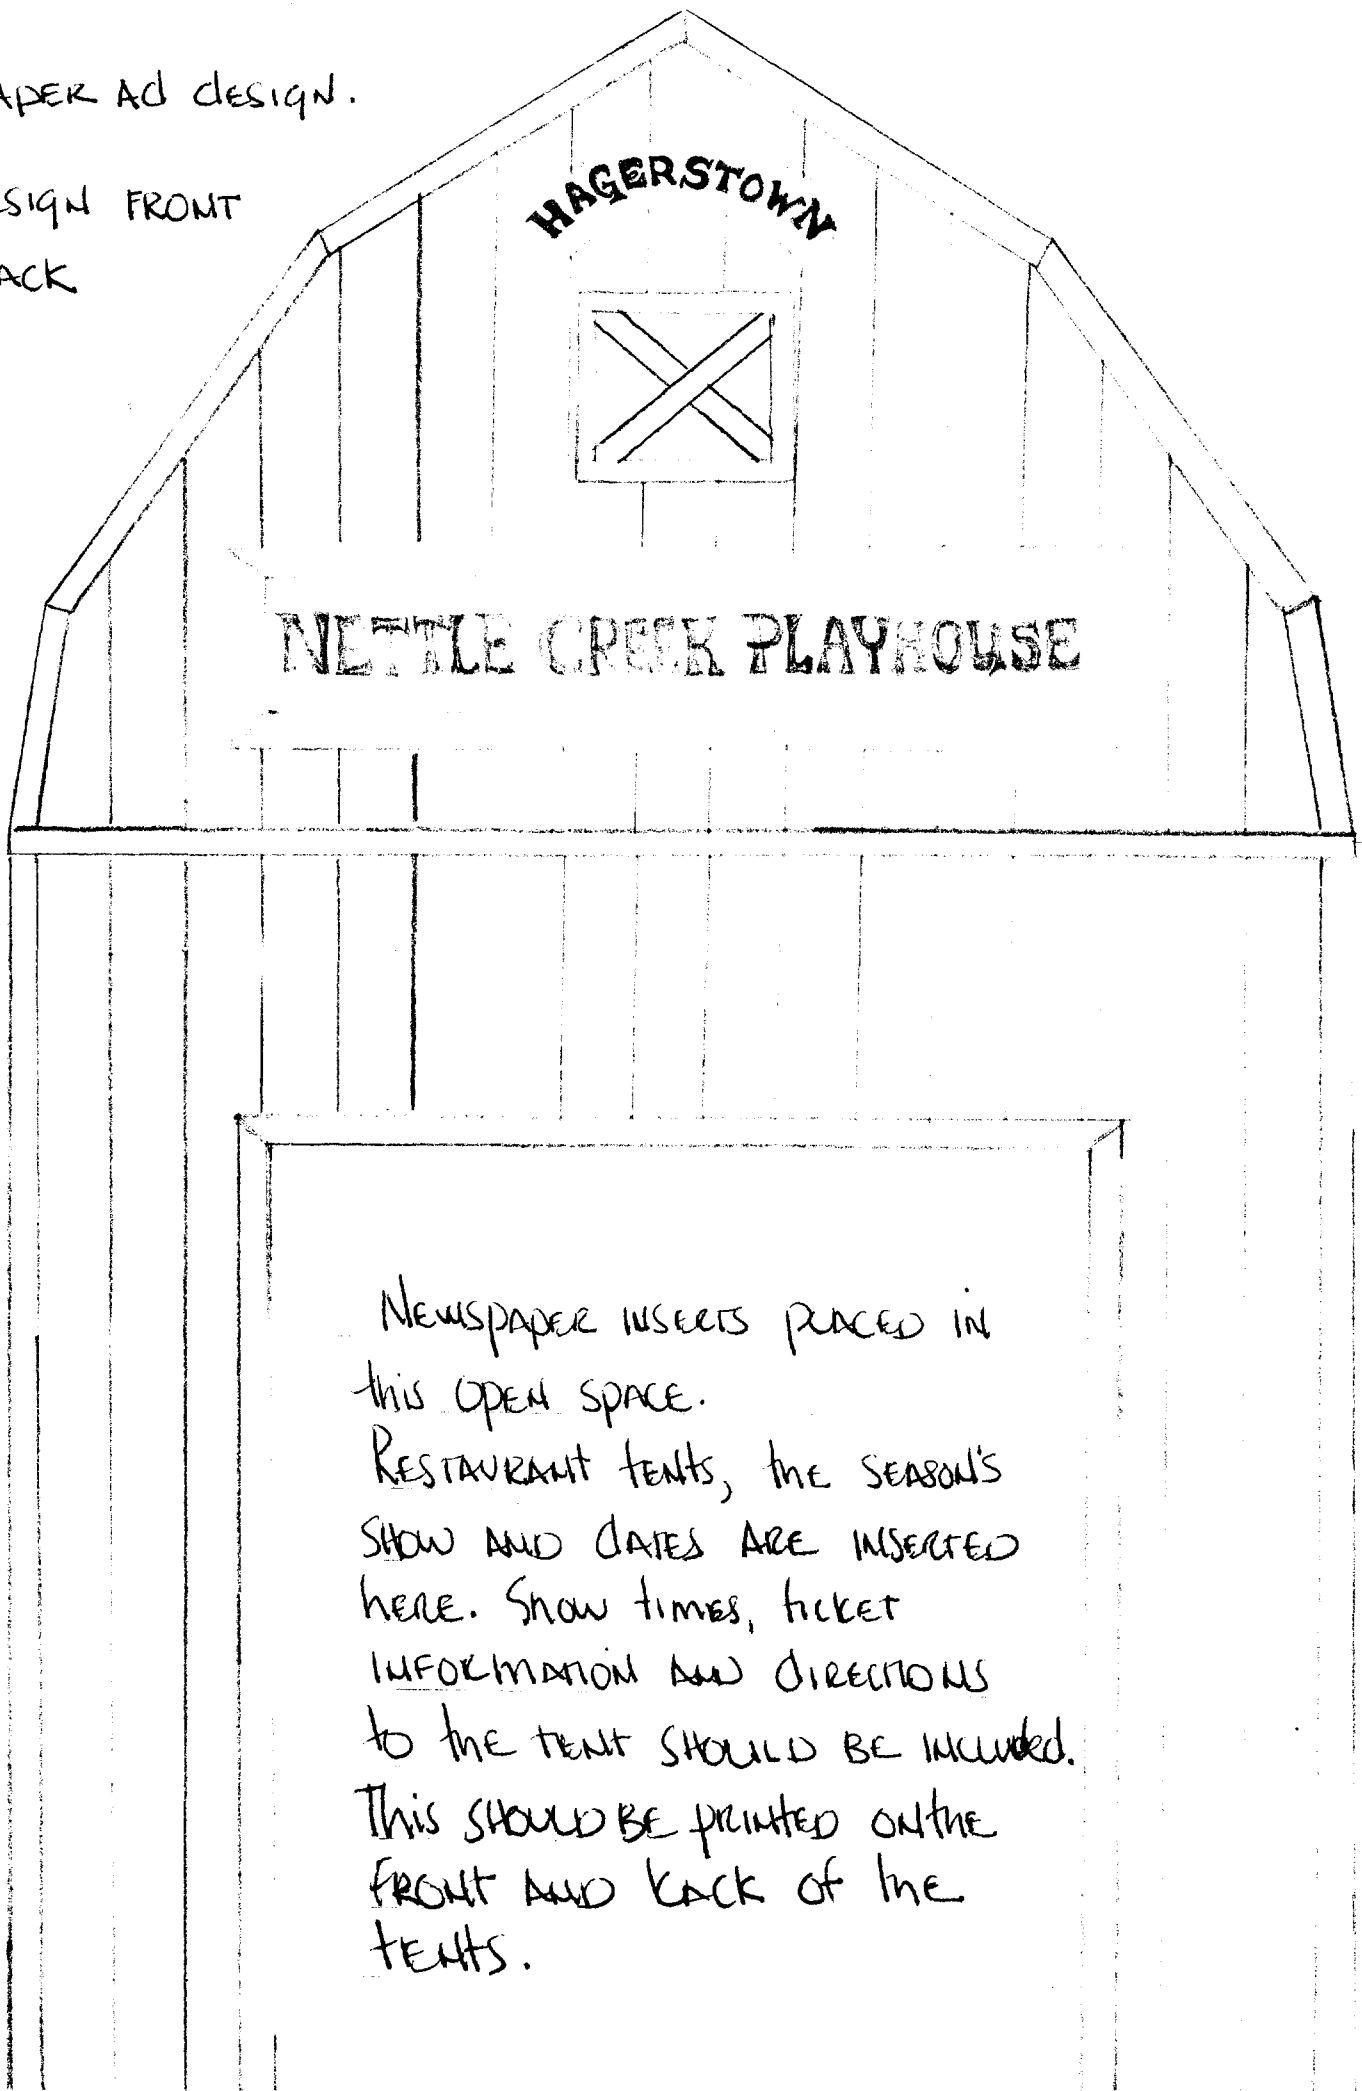 APER Ad dESIGN.
SIGN FRONT
ACK
HAGERSTOWN
NETTLE CREEK PLAYHOUSE
NEWSPAPER INSERTS PLACED IN
this OPEN SPACE.
RESTAURANT tENts, thE SEASON'S
SHOW AND dATES ARE INSERTED
hERE. Show timES, tICKET
INFORMATION AND dIRECTIONS
to thE TENT SHOULD BE INCLUded.
This SHOULD BE pRINTED ON thE
FRONT AND BACK Of thE
tENTS.